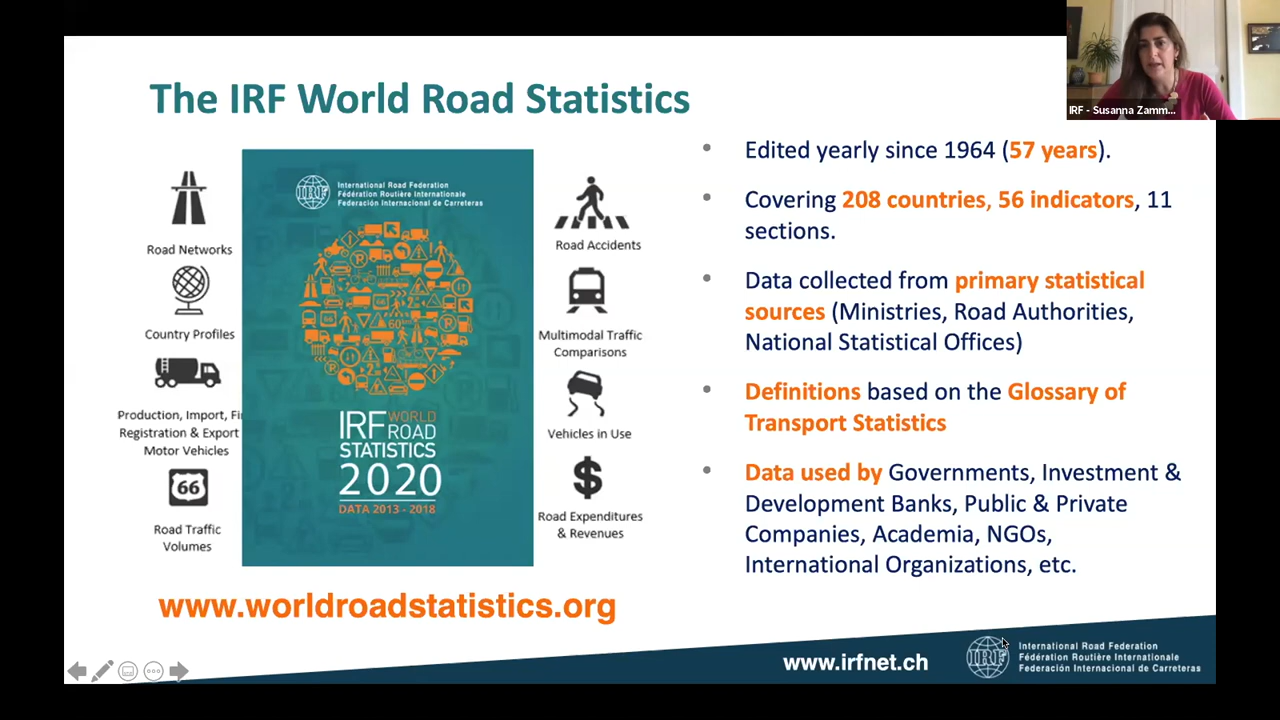 The IRF World Road Statistics
IRF - Susanna Zamm...
Road Networks
Country Profiles
Production, Import, Fi
Registration & Export
Motor Vehicles
66
Road Traffic
Volumes
IRF
International Road Federation
Fédération Routière Internationale
Federación Internacional de Carreteras
IRF WORLD
ROAD
STATISTICS
2020
DATA 2013 - 2018
Road Accidents
Multimodal Traffic
Comparisons
Vehicles in Use
$
Road Expenditures
& Revenues
www.worldroadstatistics.org
• Edited yearly since 1964 (57 years).
• Covering 208 countries, 56 indicators, 11
sections.
• Data collected from primary statistical
sources (Ministries, Road Authorities,
National Statistical Offices)
• Definitions based on the Glossary of
Transport Statistics
• Data used by Governments, Investment &
Development Banks, Public & Private
Companies, Academia, NGOs,
International Organizations, etc.
www.irfnet.ch
IRF
International Road Federation
Fédération Routière Internationale
Federación Internacional de Carreteras